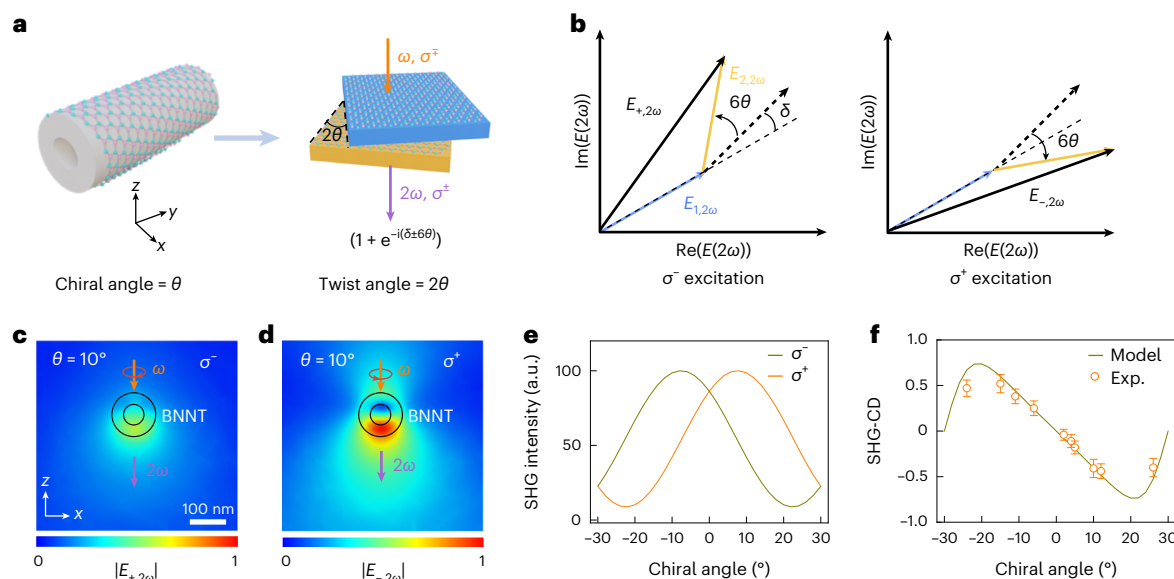 a
ω, σ∓
2θ
2ω, σ±
(1 + e−i(δ±6θ))
z
y
x
Chiral angle = θ
Twist angle = 2θ
b
Im(E(2ω))
E+,2ω
E2,2ω
6θ
δ
E1,2ω
Re(E(2ω))
σ− excitation
Im(E(2ω))
6θ
E−,2ω
Re(E(2ω))
σ+ excitation
c
θ = 10°
σ−
ω
BNNT
2ω
z
x
100 nm
0
1
|E+,2ω|
d
θ = 10°
σ+
ω
BNNT
2ω
0
1
|E−,2ω|
e
σ−
σ+
SHG intensity (a.u.)
100
50
0
−30 −20 −10 0 10 20 30
Chiral angle (°)
f
Model
Exp.
SHG-CD
1.0
0.5
0
−0.5
−1.0
−30 −20 −10 0 10 20 30
Chiral angle (°)